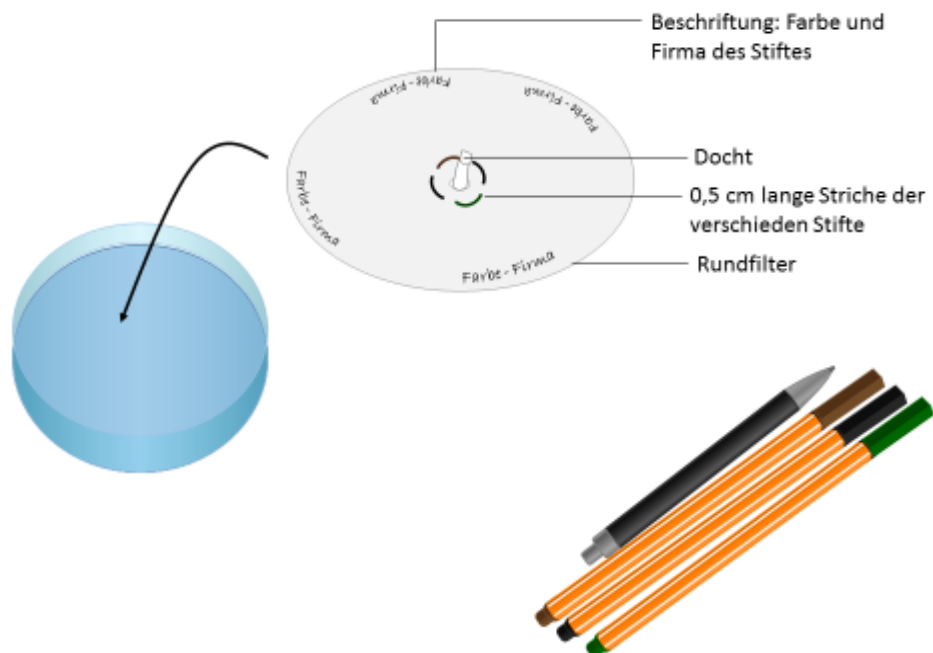 Beschriftung: Farbe und
Firma des Stiftes
Farbe - Firma
Farbe - Firma
Docht
Farbe - Firma
0,5 cm lange Striche der
verschieden Stifte
Farbe - Firma
Rundfilter